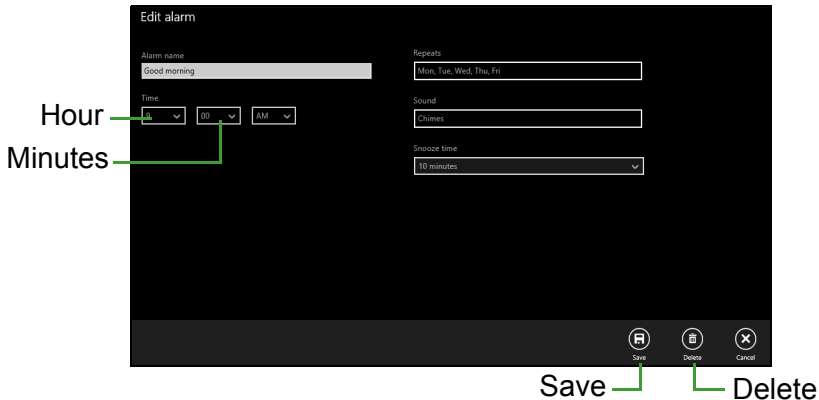 Edit alarm
Alarm name
Good morning
Time
9 00 AM
Repeats
Mon, Tue, Wed, Thu, Fri
Sound
Chimes
Snooze time
10 minutes
Hour
Minutes
Save Delete Cancel
Save Delete